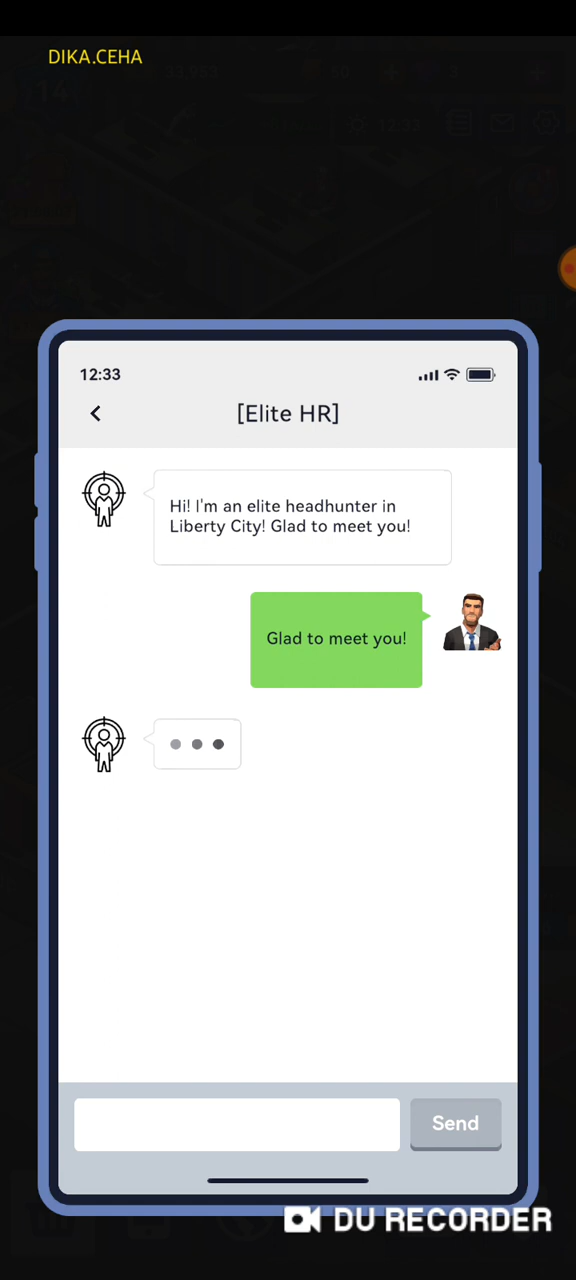 DIKA.CEHA
12:33
[Elite HR]
Hi! I'm an elite headhunter in
Liberty City! Glad to meet you!
Glad to meet you!
Send
DU RECORDER